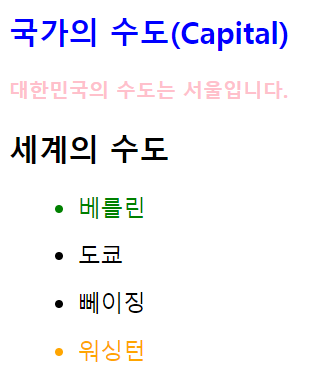 국가의 수도(Capital)
대한민국의 수도는 서울입니다.
세계의 수도
베를린
도쿄
뻬이징
워싱턴